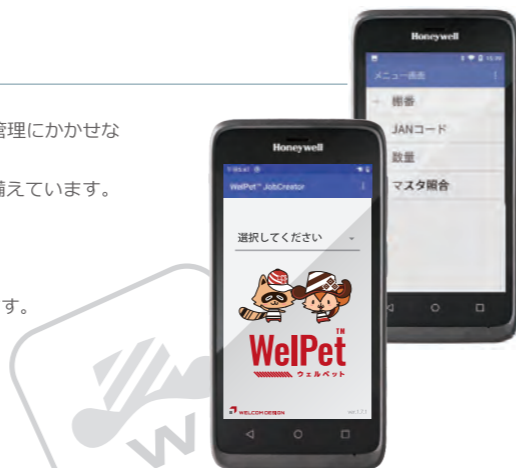 管理にかかせな
備えています。
す。
Honeywell
メニュー画面
棚番
JANコード
数量
マスタ照合
Honeywell
WelPet™ JobCreator
選択してください
WelPet™
ウェルペット
WELCOM DESIGN
W